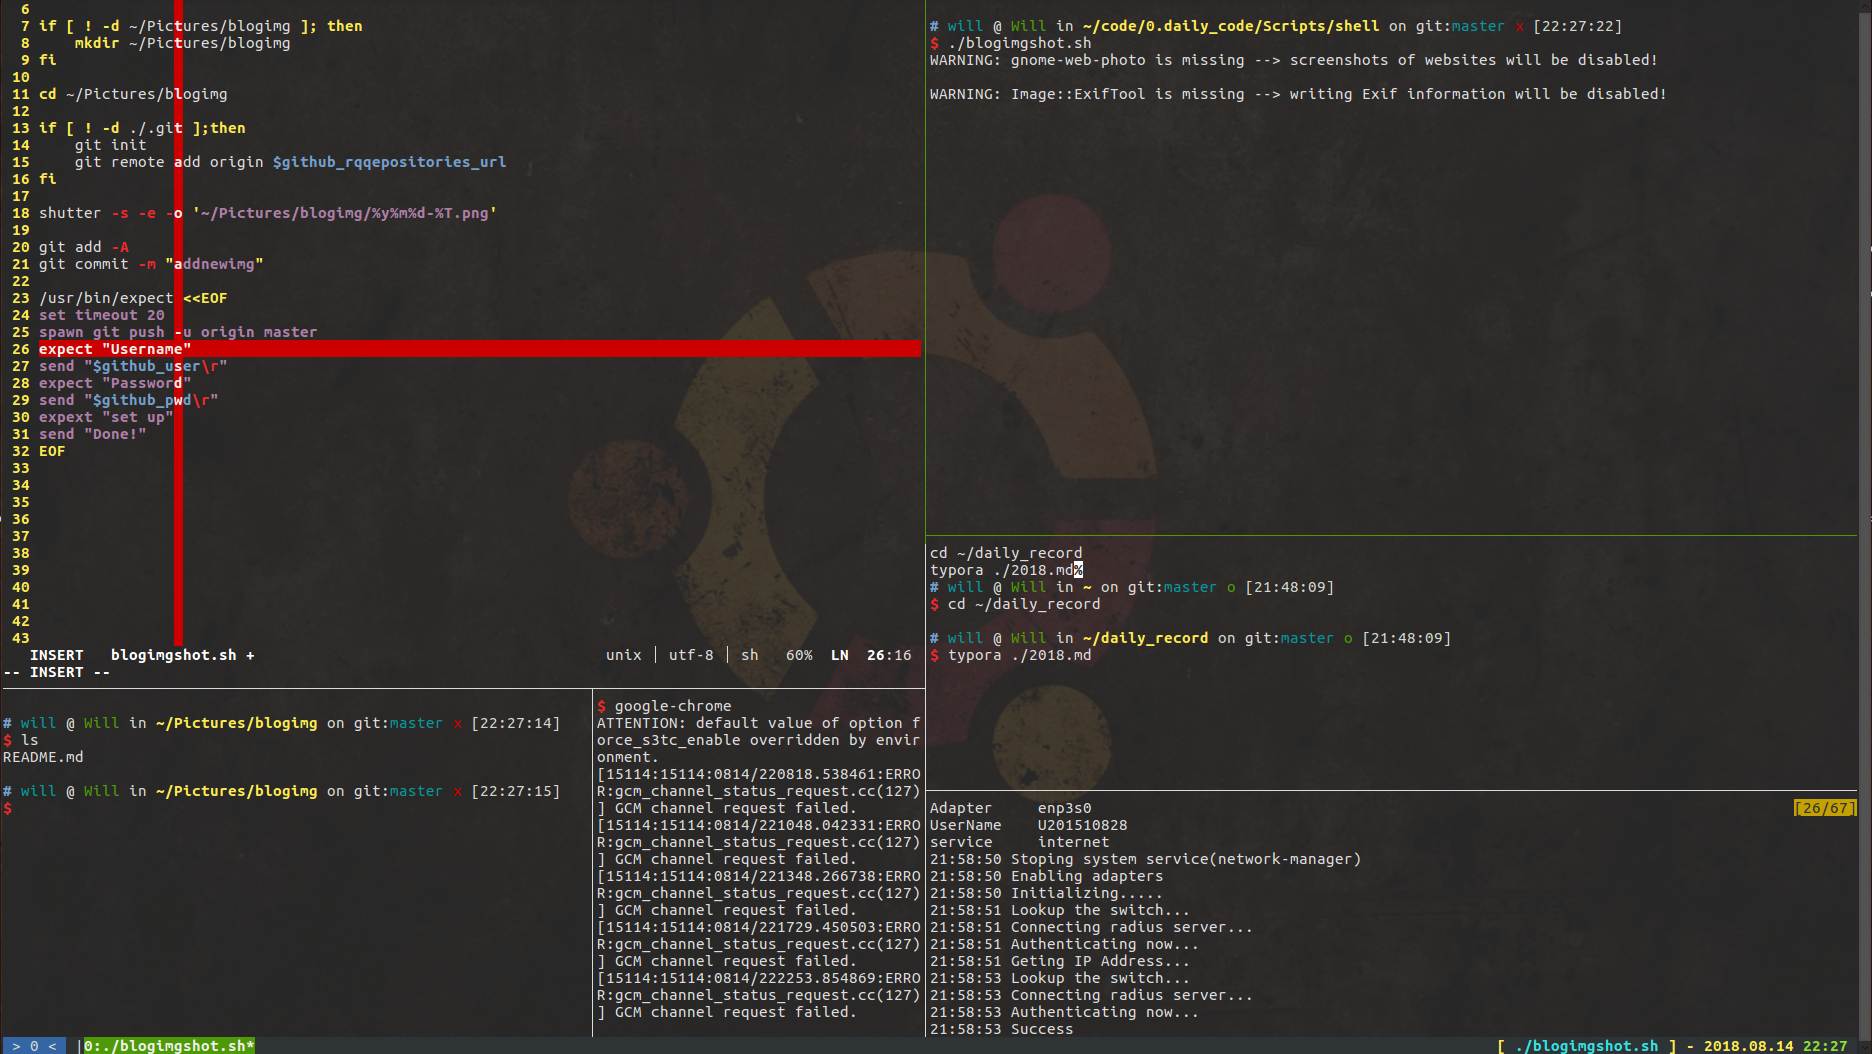 6
7 if [ ! -d ~/Pictures/blogimg ]; then
8     mkdir ~/Pictures/blogimg
9 fi
10
11 cd ~/Pictures/blogimg
12
13 if [ ! -d ./.git ];then
14     git init
15     git remote add origin $github_rqqepositories_url
16 fi
17
18 shutter -s -e -o '~/Pictures/blogimg/%y%m%d-%T.png'
19
20 git add -A
21 git commit -m "addnewimg"
22
23 /usr/bin/expect <<EOF
24 set timeout 20
25 spawn git push -u origin master
26 expect "Username"
27 send "$github_user\r"
28 expect "Password"
29 send "$github_pwd\r"
30 expext "set up"
31 send "Done!"
32 EOF
33
34
35
36
37
38
39
40
41
42
43
INSERT   blogimgshot.sh +   unix | utf-8 | sh   60%  LN  26:16
-- INSERT --
# will @ Will in ~/Pictures/blogimg on git:master x [22:27:14]
$ ls
README.md
# will @ Will in ~/Pictures/blogimg on git:master x [22:27:15]
$
$ google-chrome
ATTENTION: default value of option f
orce_s3tc_enable overridden by envir
onment.
[15114:15114:0814/220818.538461:ERRO
R:gcm_channel_status_request.cc(127)
] GCM channel request failed.
[15114:15114:0814/221048.042331:ERRO
R:gcm_channel_status_request.cc(127)
] GCM channel request failed.
[15114:15114:0814/221348.266738:ERRO
R:gcm_channel_status_request.cc(127)
] GCM channel request failed.
[15114:15114:0814/221729.450503:ERRO
R:gcm_channel_status_request.cc(127)
] GCM channel request failed.
[15114:15114:0814/222253.854869:ERRO
R:gcm_channel_status_request.cc(127)
] GCM channel request failed.
# will @ Will in ~/code/0.daily_code/Scripts/shell on git:master x [22:27:22]
$ ./blogimgshot.sh
WARNING: gnome-web-photo is missing --> screenshots of websites will be disabled!
WARNING: Image::ExifTool is missing --> writing Exif information will be disabled!
cd ~/daily_record
typora ./2018.md%
# will @ Will in ~ on git:master o [21:48:09]
$ cd ~/daily_record
# will @ Will in ~/daily_record on git:master o [21:48:09]
$ typora ./2018.md
Adapter     enp3s0   [26/67]
UserName    U201510828
service     internet
21:58:50 Stoping system service(network-manager)
21:58:50 Enabling adapters
21:58:50 Initializing.....
21:58:51 Lookup the switch...
21:58:51 Connecting radius server...
21:58:51 Authenticating now...
21:58:51 Geting IP Address...
21:58:53 Lookup the switch...
21:58:53 Connecting radius server...
21:58:53 Authenticating now...
21:58:53 Success
> 0 <  |0:./blogimgshot.sh*   [ ./blogimgshot.sh ] - 2018.08.14 22:27